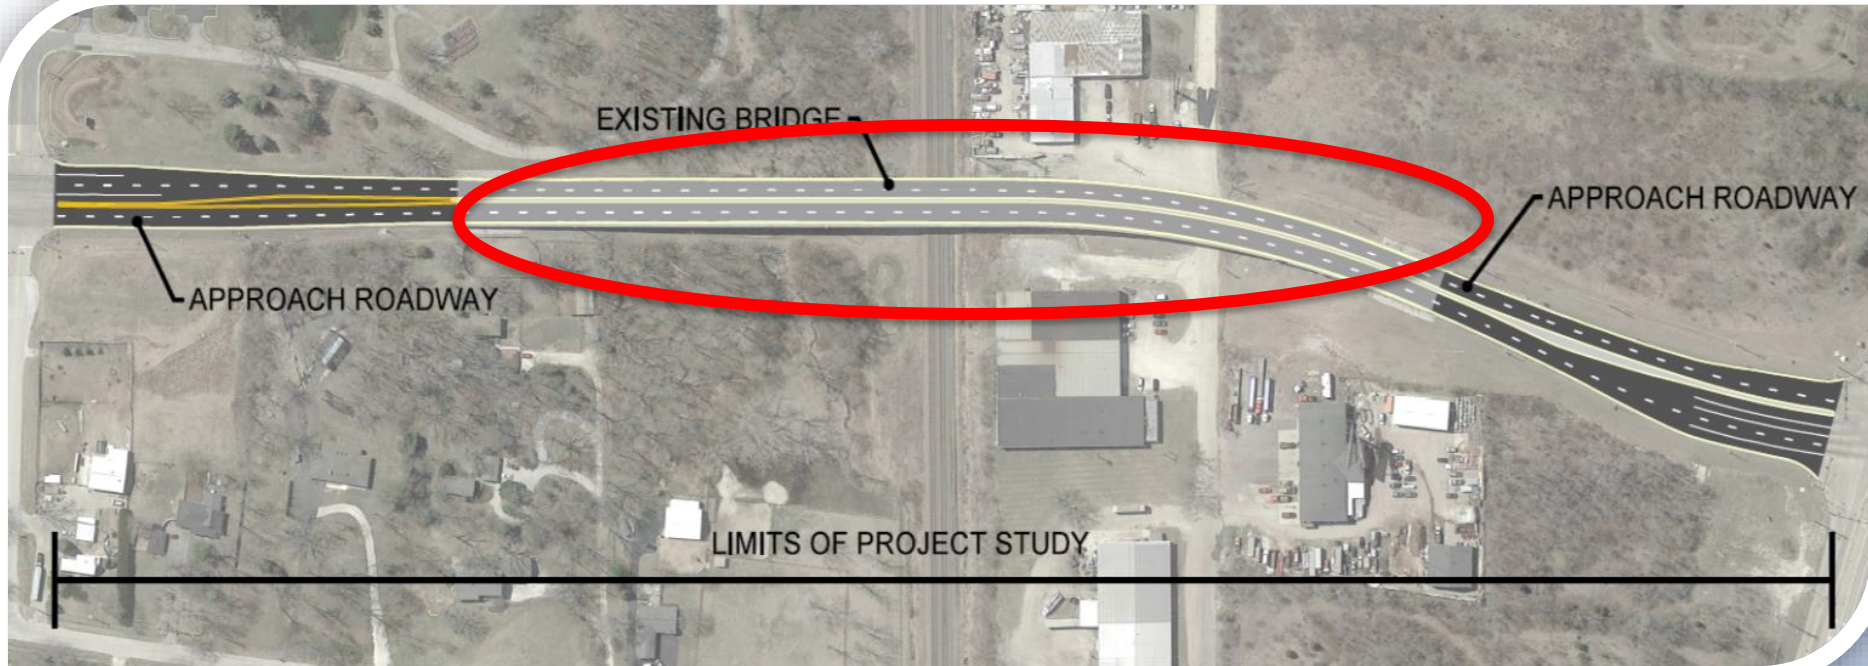 EXISTING BRIDGE
APPROACH ROADWAY
APPROACH ROADWAY
LIMITS OF PROJECT STUDY